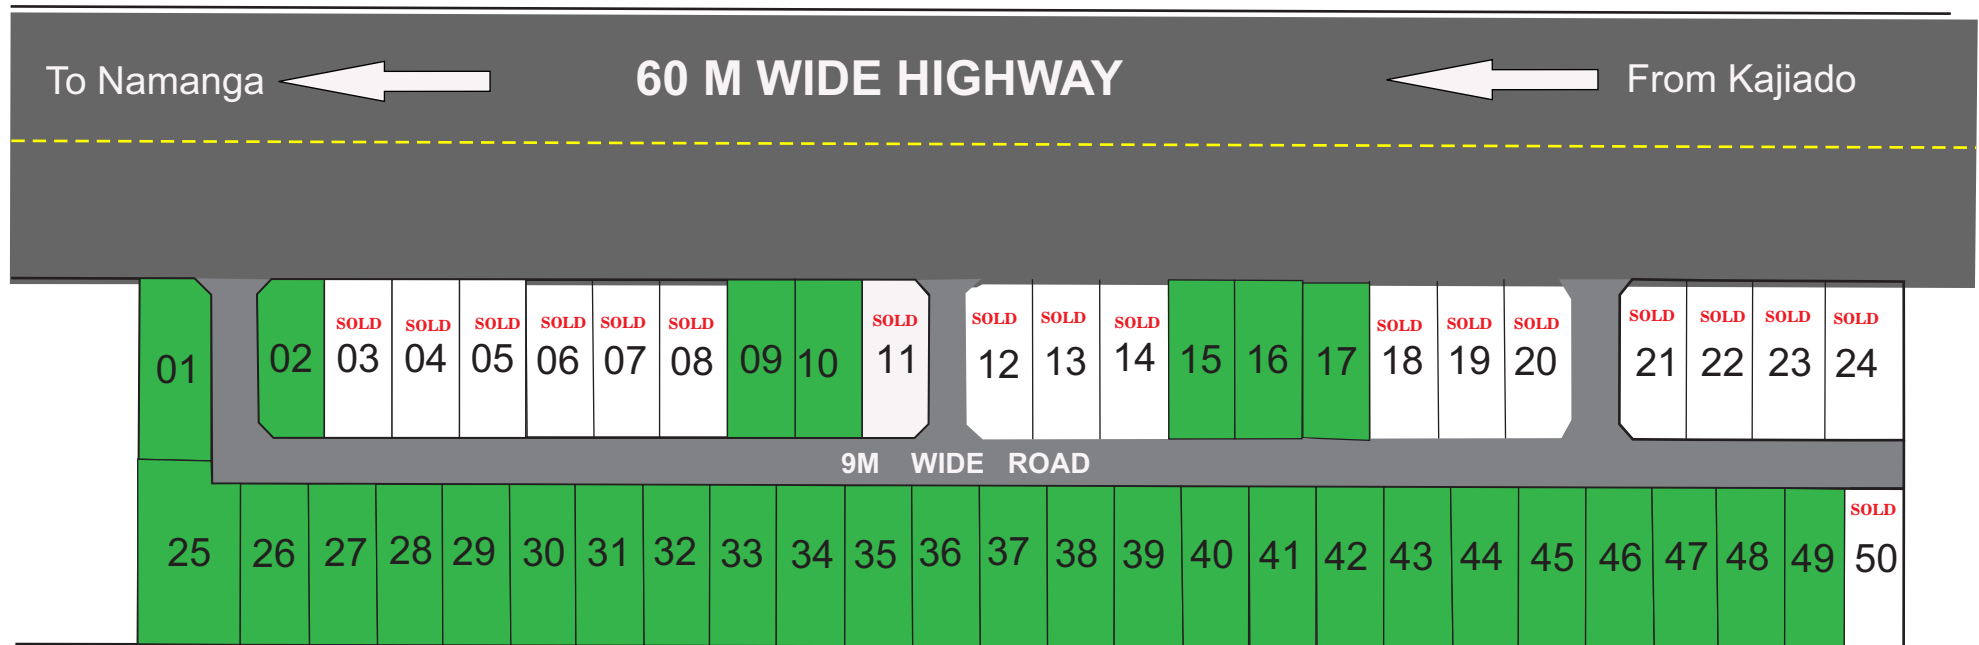 To Namanga 60 M WIDE HIGHWAY From Kajiado
SOLD SOLD SOLD SOLD SOLD SOLD SOLD SOLD SOLD SOLD SOLD SOLD SOLD SOLD SOLD SOLD SOLD
01 02 03 04 05 06 07 08 09 10 11 12 13 14 15 16 17 18 19 20 21 22 23 24
9M WIDE ROAD
SOLD
25 26 27 28 29 30 31 32 33 34 35 36 37 38 39 40 41 42 43 44 45 46 47 48 49 50